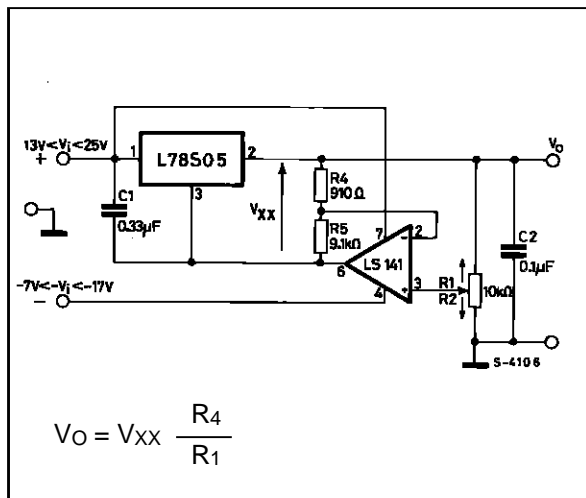 13V<Vi<25V
+
1
L78S05
2
3
C1
0.33µF
VXX
R4
910Ω
R5
9.1kΩ
7
2
-
LS 141
6
4
+
3
R1
R2
10kΩ
C2
0.1µF
VO
-7V<-Vi<-17V
-
S-4106
VO = VXX R4
R1